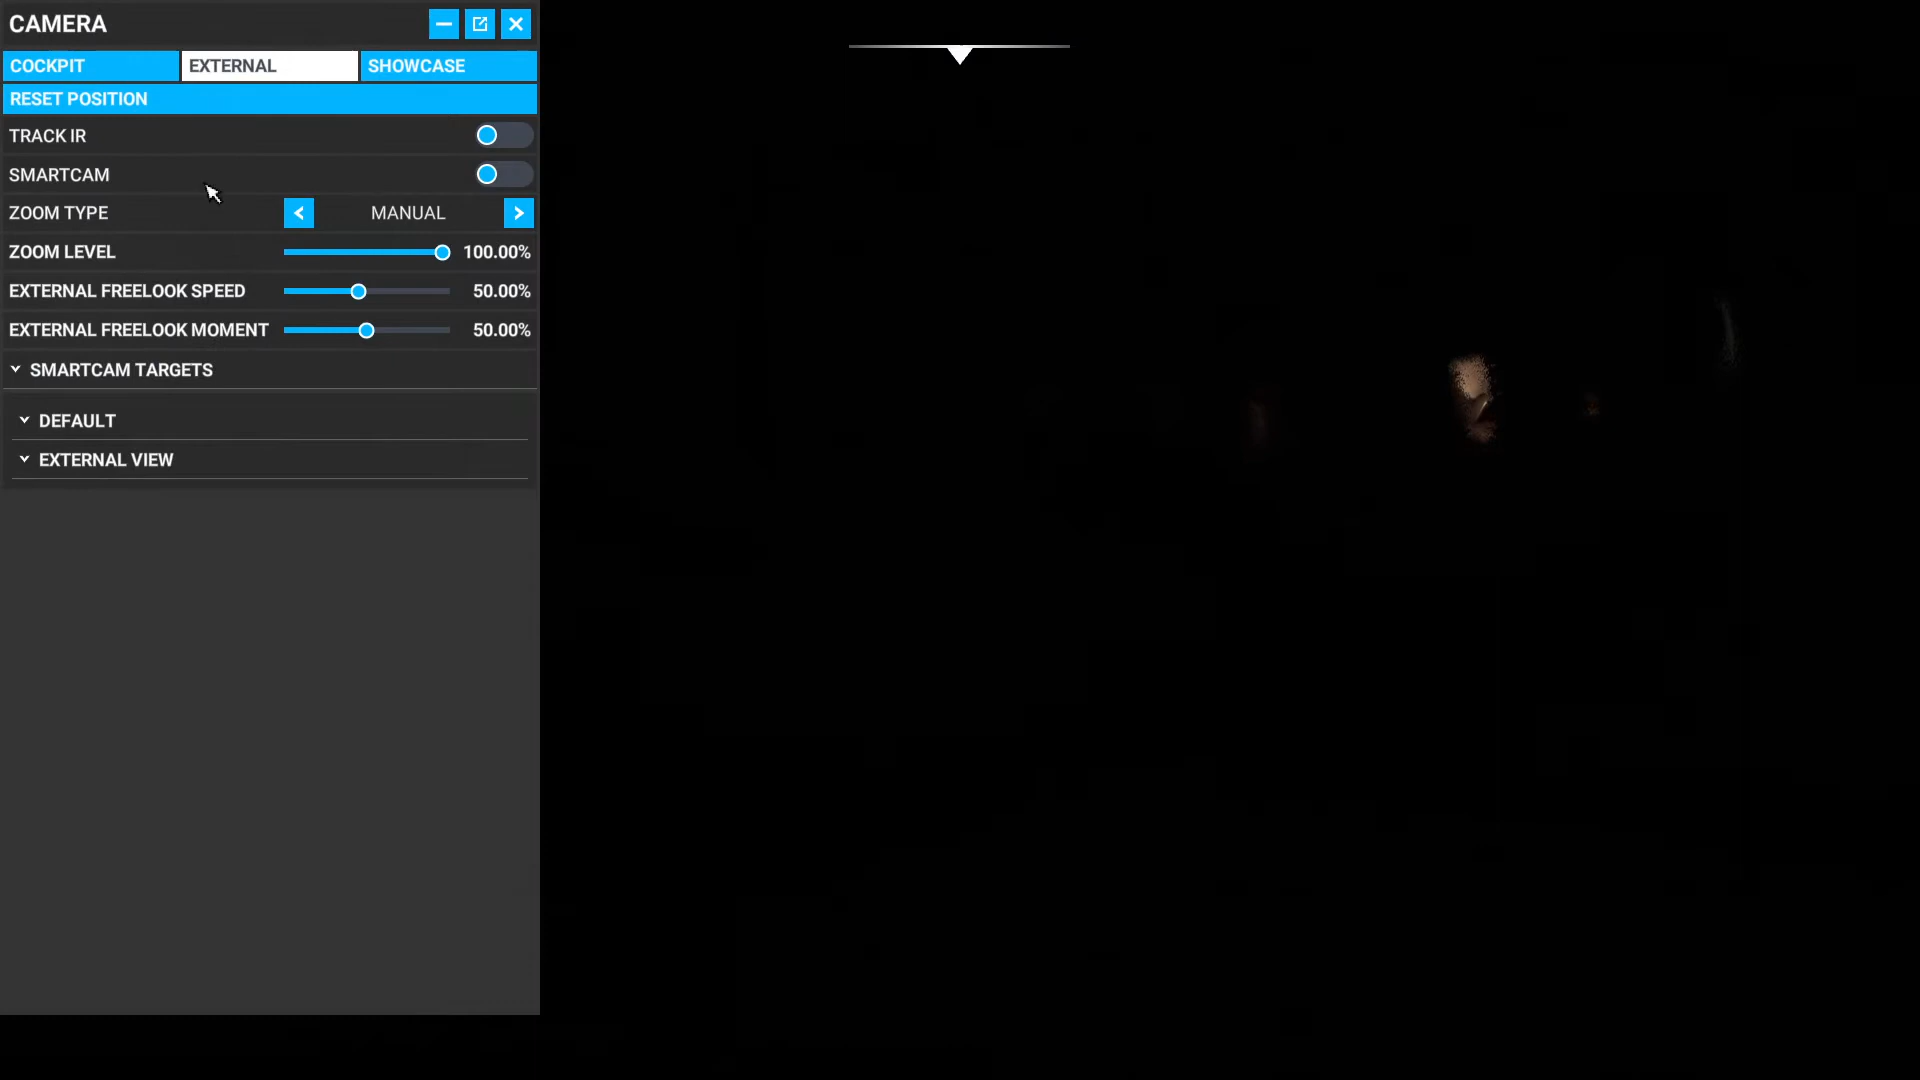 CAMERA
COCKPIT
EXTERNAL
SHOWCASE
RESET POSITION
TRACK IR
SMARTCAM
ZOOM TYPE
MANUAL
ZOOM LEVEL
100.00%
EXTERNAL FREELOOK SPEED
50.00%
EXTERNAL FREELOOK MOMENT
50.00%
SMARTCAM TARGETS
DEFAULT
EXTERNAL VIEW